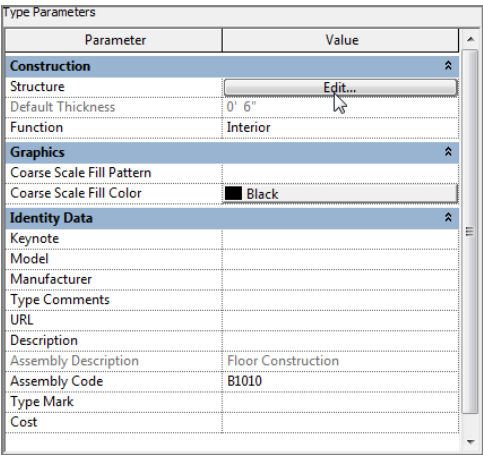 Type Parameters
Parameter Value
Construction
Structure Edit...
Default Thickness 0' 6"
Function Interior
Graphics
Coarse Scale Fill Pattern
Coarse Scale Fill Color Black
Identity Data
Keynote
Model
Manufacturer
Type Comments
URL
Description
Assembly Description Floor Construction
Assembly Code B1010
Type Mark
Cost